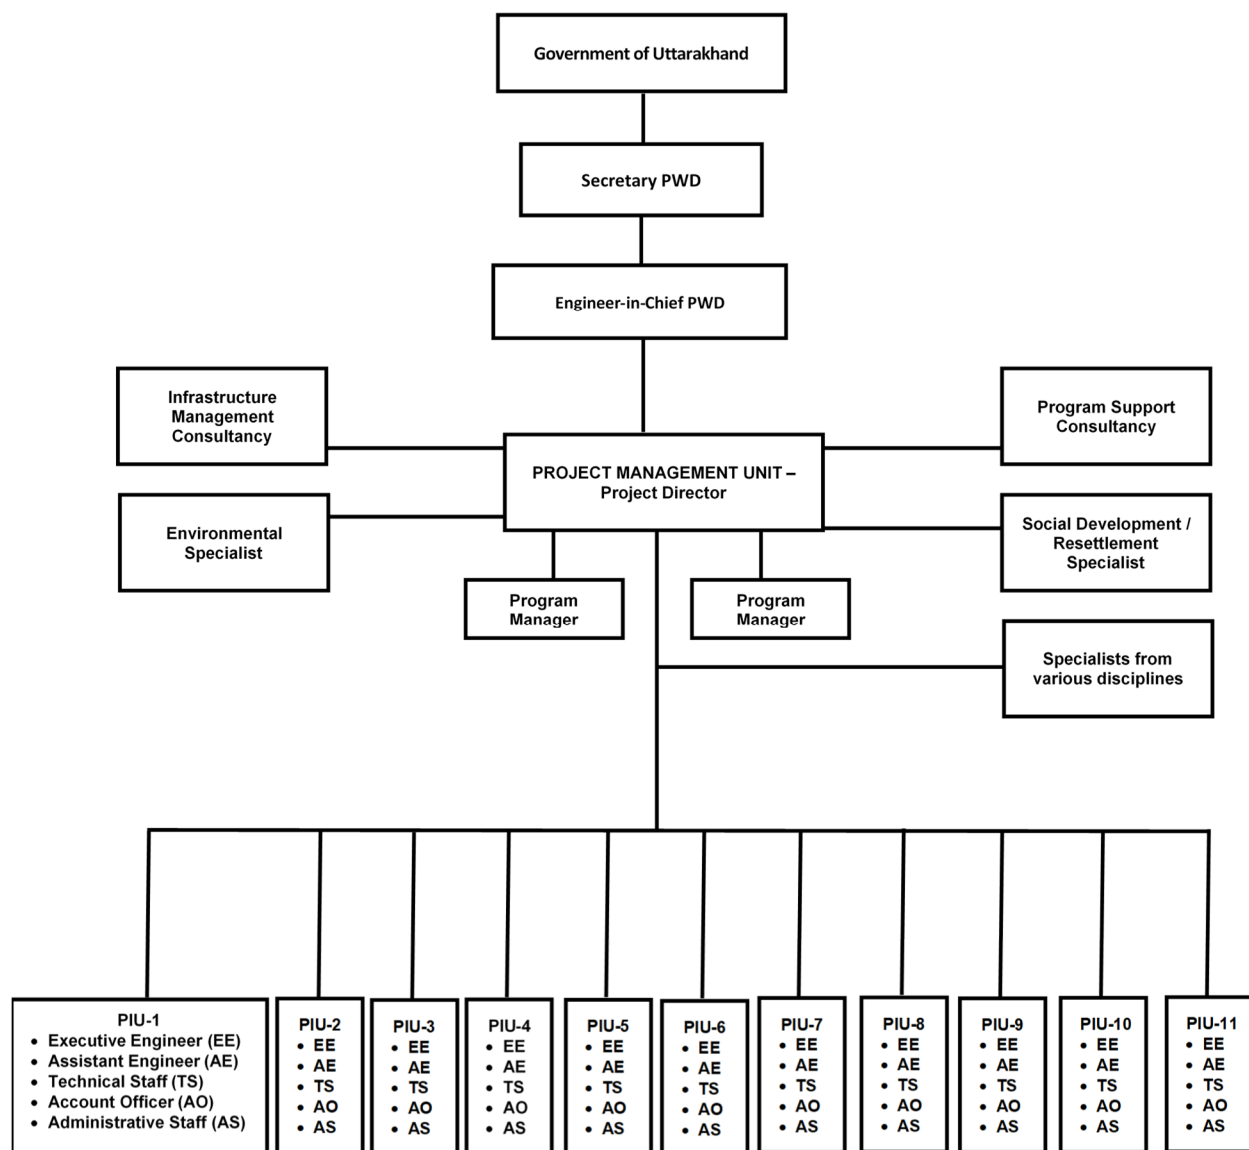 Government of Uttarakhand
Secretary PWD
Engineer-in-Chief PWD
Infrastructure
Management
Consultancy
Program Support
Consultancy
PROJECT MANAGEMENT UNIT –
Project Director
Environmental
Specialist
Social Development /
Resettlement
Specialist
Program
Manager
Program
Manager
Specialists from
various disciplines
PIU-1
• Executive Engineer (EE)
• Assistant Engineer (AE)
• Technical Staff (TS)
• Account Officer (AO)
• Administrative Staff (AS)
PIU-2
• EE
• AE
• TS
• AO
• AS
PIU-3
• EE
• AE
• TS
• AO
• AS
PIU-4
• EE
• AE
• TS
• AO
• AS
PIU-5
• EE
• AE
• TS
• AO
• AS
PIU-6
• EE
• AE
• TS
• AO
• AS
PIU-7
• EE
• AE
• TS
• AO
• AS
PIU-8
• EE
• AE
• TS
• AO
• AS
PIU-9
• EE
• AE
• TS
• AO
• AS
PIU-10
• EE
• AE
• TS
• AO
• AS
PIU-11
• EE
• AE
• TS
• AO
• AS